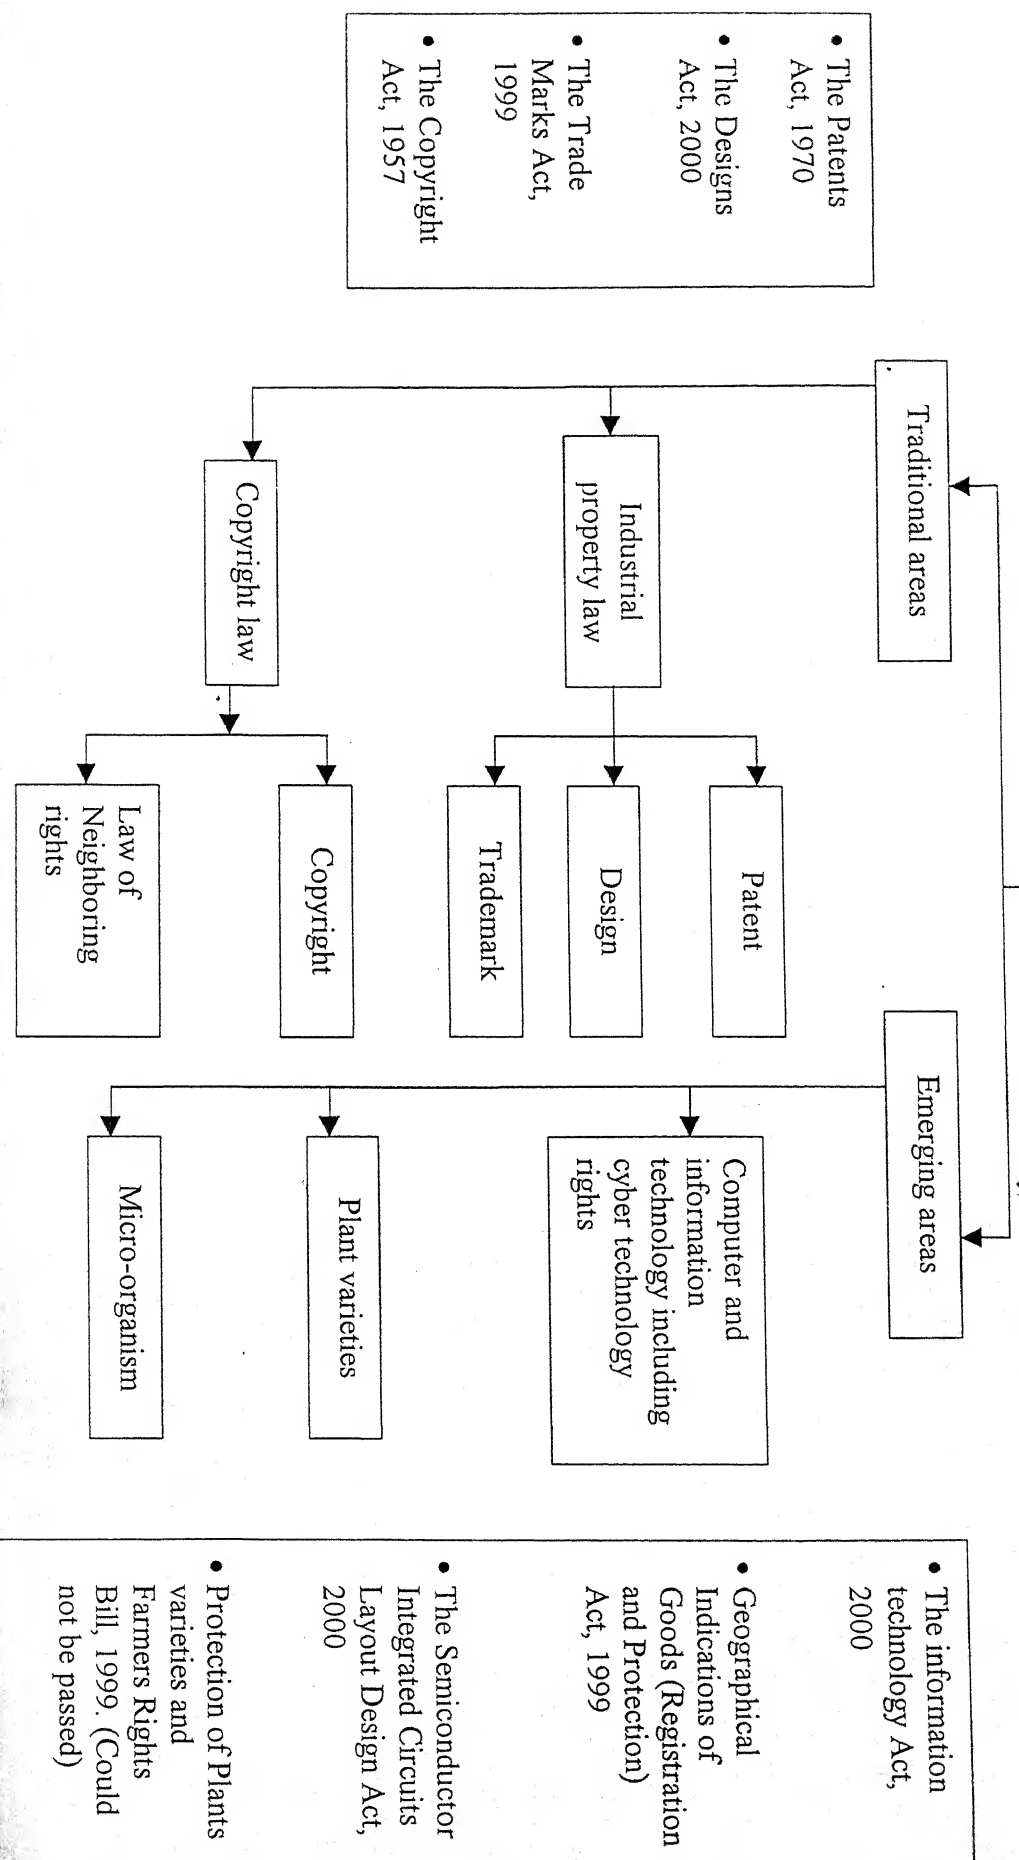 Traditional areas
Emerging areas
• The Patents
Act, 1970
• The Designs
Act, 2000
• The Trade
Marks Act,
1999
• The Copyright
Act, 1957
Industrial
property law
Copyright law
Patent
Design
Trademark
Copyright
Law of
Neighboring
rights
Computer and
information
technology including
cyber technology
rights
Plant varieties
Micro-organism
• The information
technology Act,
2000
• Geographical
Indications of
Goods (Registration
and Protection)
Act, 1999
• The Semiconductor
Integrated Circuits
Layout Design Act,
2000
• Protection of Plants
varieties and
Farmers Rights
Bill, 1999. (Could
not be passed)